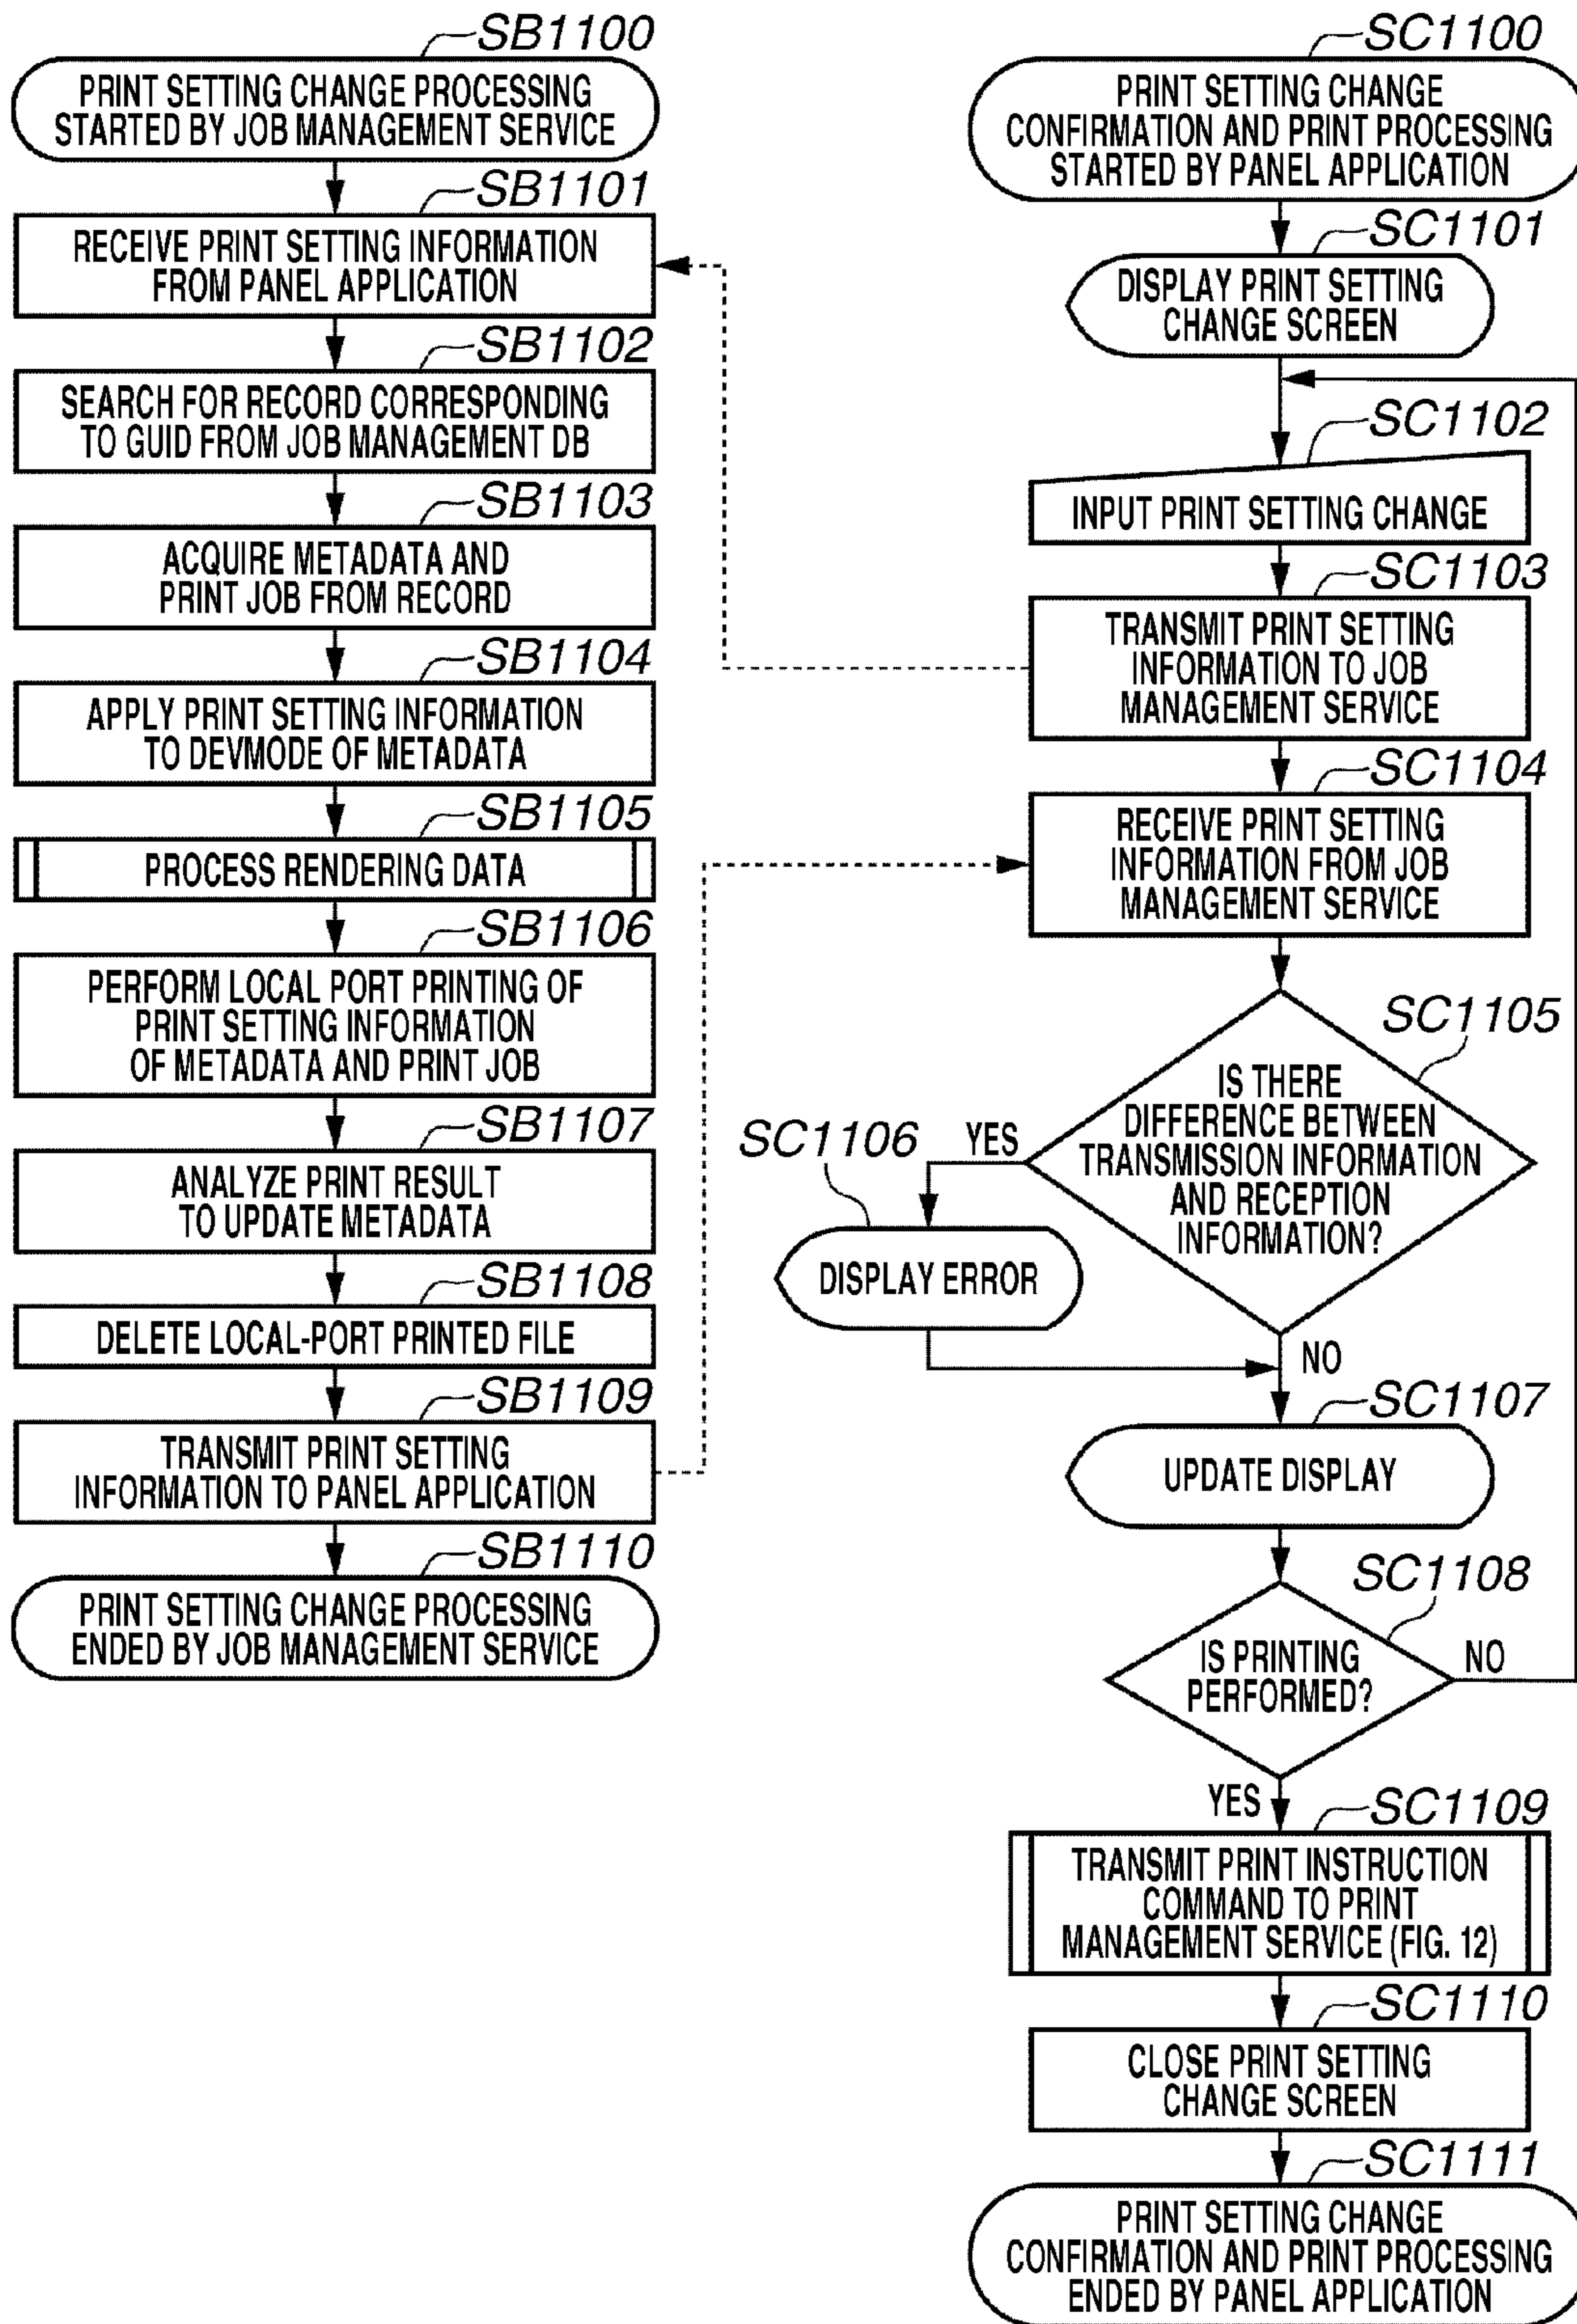 SB1100
PRINT SETTING CHANGE PROCESSING
STARTED BY JOB MANAGEMENT SERVICE
SB1101
RECEIVE PRINT SETTING INFORMATION
FROM PANEL APPLICATION
SB1102
SEARCH FOR RECORD CORRESPONDING
TO GUID FROM JOB MANAGEMENT DB
SB1103
ACQUIRE METADATA AND
PRINT JOB FROM RECORD
SB1104
APPLY PRINT SETTING INFORMATION
TO DEVMODE OF METADATA
SB1105
PROCESS RENDERING DATA
SB1106
PERFORM LOCAL PORT PRINTING OF
PRINT SETTING INFORMATION
OF METADATA AND PRINT JOB
SB1107
ANALYZE PRINT RESULT
TO UPDATE METADATA
SB1108
DELETE LOCAL-PORT PRINTED FILE
SB1109
TRANSMIT PRINT SETTING
INFORMATION TO PANEL APPLICATION
SB1110
PRINT SETTING CHANGE PROCESSING
ENDED BY JOB MANAGEMENT SERVICE
SC1100
PRINT SETTING CHANGE
CONFIRMATION AND PRINT PROCESSING
STARTED BY PANEL APPLICATION
SC1101
DISPLAY PRINT SETTING
CHANGE SCREEN
SC1102
INPUT PRINT SETTING CHANGE
SC1103
TRANSMIT PRINT SETTING
INFORMATION TO JOB
MANAGEMENT SERVICE
SC1104
RECEIVE PRINT SETTING
INFORMATION FROM JOB
MANAGEMENT SERVICE
SC1105
IS THERE
DIFFERENCE BETWEEN
TRANSMISSION INFORMATION
AND RECEPTION
INFORMATION?
YES
SC1106
DISPLAY ERROR
NO
SC1107
UPDATE DISPLAY
SC1108
IS PRINTING
PERFORMED?
NO
YES
SC1109
TRANSMIT PRINT INSTRUCTION
COMMAND TO PRINT
MANAGEMENT SERVICE (FIG. 12)
SC1110
CLOSE PRINT SETTING
CHANGE SCREEN
SC1111
PRINT SETTING CHANGE
CONFIRMATION AND PRINT PROCESSING
ENDED BY PANEL APPLICATION